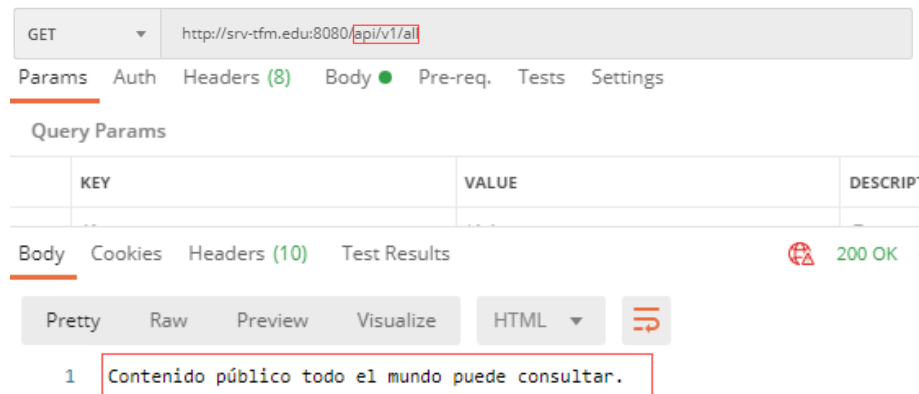 GET http://srv-tfm.edu:8080/api/v1/all
Params Auth Headers (8) Body Pre-req. Tests Settings
Query Params
KEY VALUE DESCRIP
Body Cookies Headers (10) Test Results 200 OK
Pretty Raw Preview Visualize HTML
1 Contenido público todo el mundo puede consultar.